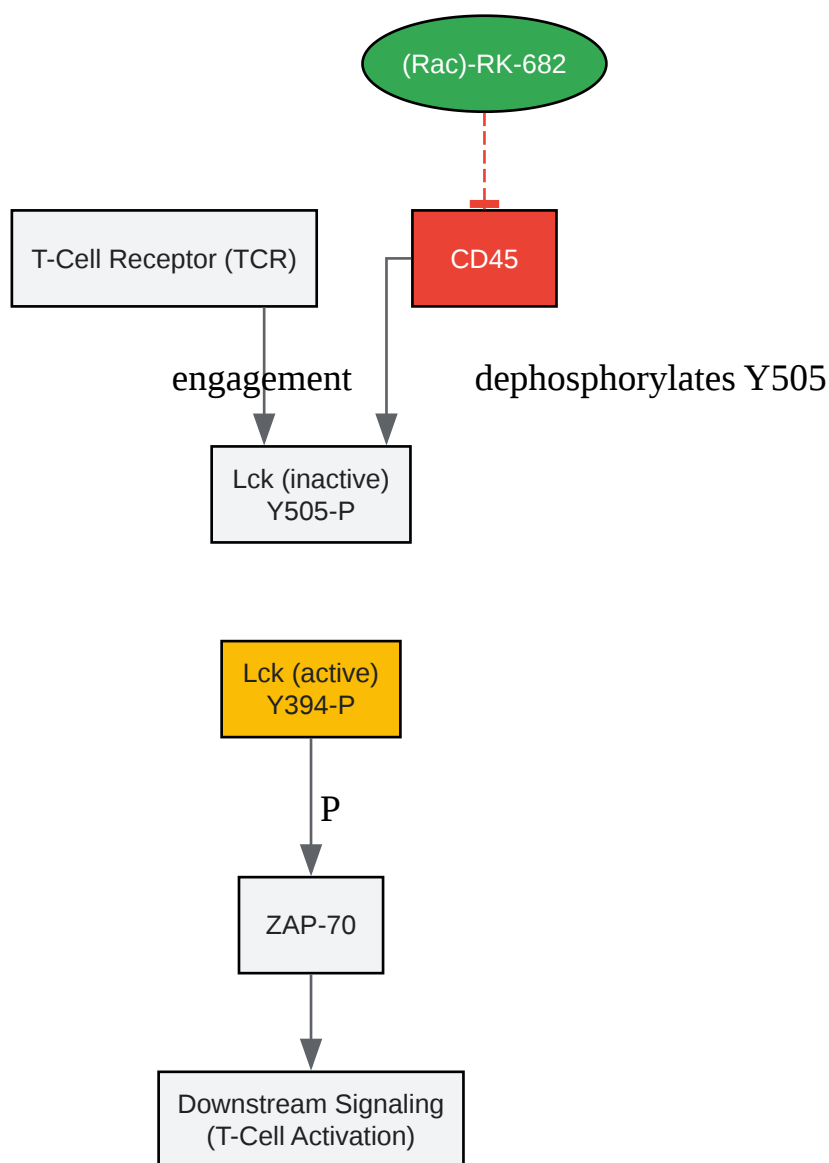 (Rac)-RK-682
T-Cell Receptor (TCR)
CD45
engagement
dephosphorylates Y505
Lck (inactive)
Y505-P
Lck (active)
Y394-P
P
ZAP-70
Downstream Signaling
(T-Cell Activation)